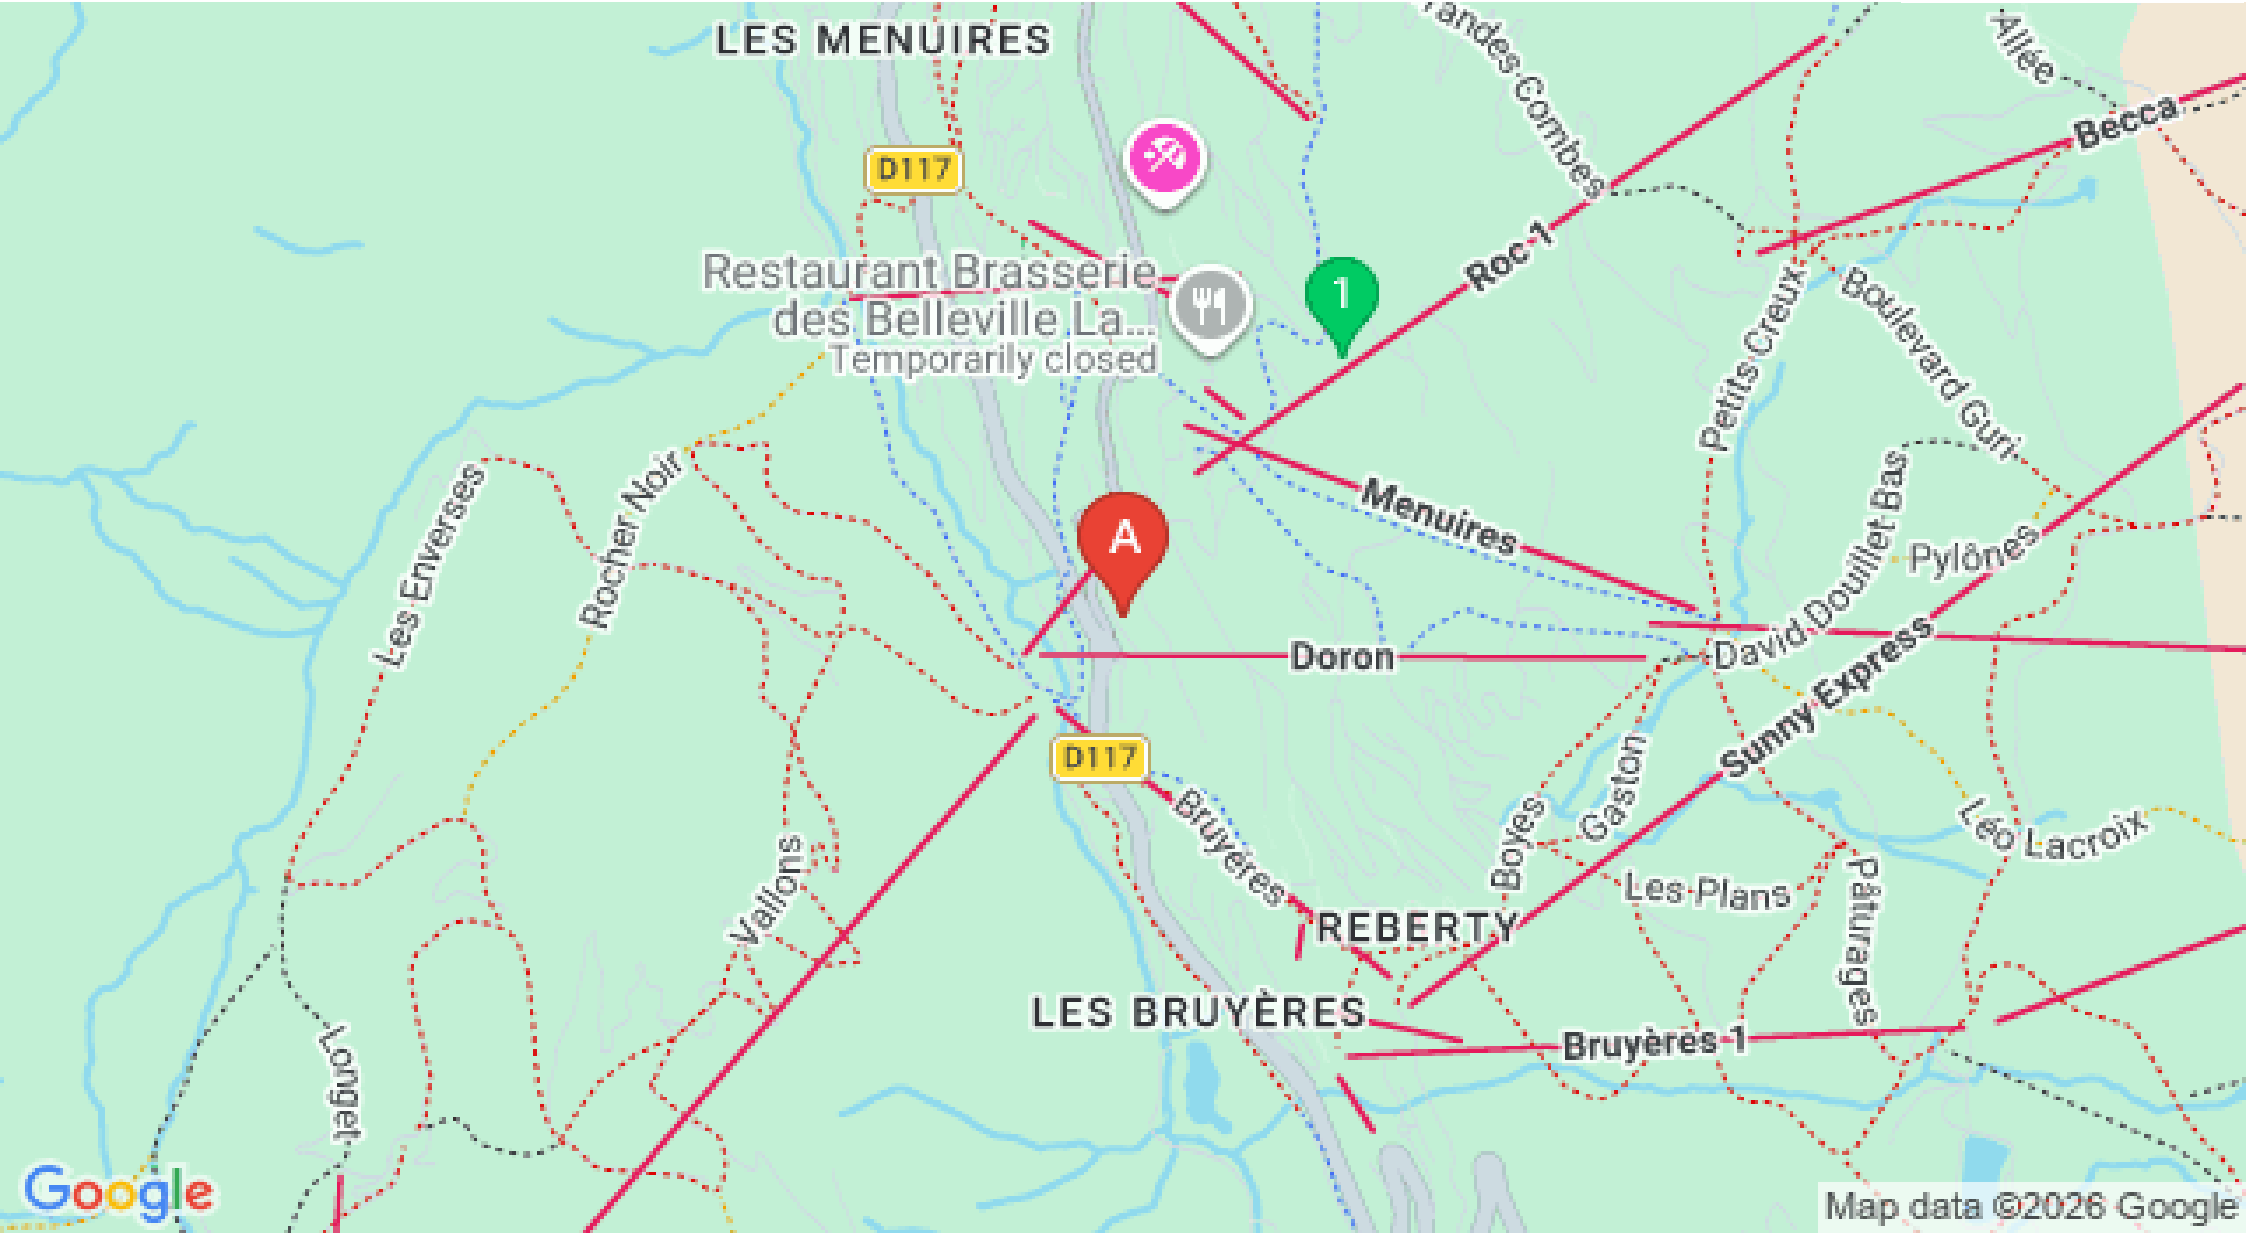 LES MENUIRES
randes Combes
Allée
Becca
D117
Roc 1
Restaurant Brasserie
des Belleville La...
Temporarily closed
1
Petits Creux
Boulevard Guri
Les Enverses
Rocher Noir
A
Menuires
David Douillet Bas
Pylônes
Doron
Sunny Express
D117
Bruyères
Gaston
Boyes
Léo Lacroix
Vallons
Les Plans
Pâturages
REBERTY
LES BRUYÈRES
Bruyères 1
Longet
Google
Map data ©2026 Google